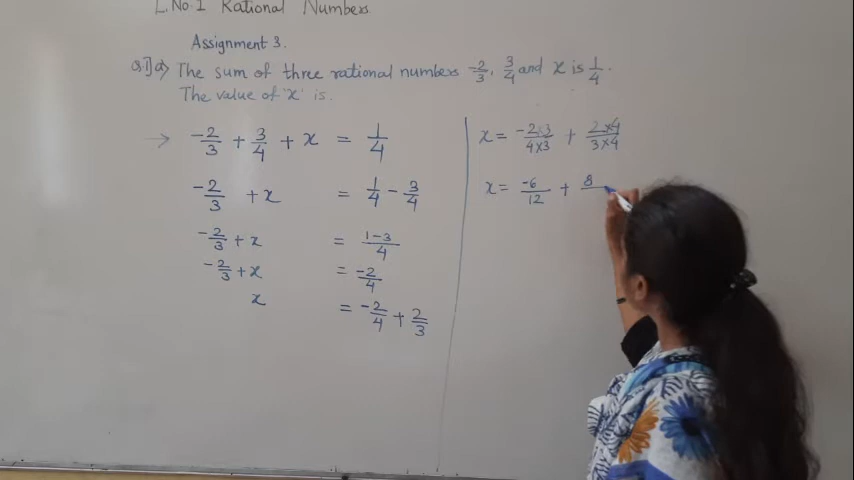 L.No.1 Rational Numbers
Assignment 3.
Q.1] a) The sum of three rational numbers -2/3, 3/4 and x is 1/4.
The value of 'x' is.
→ -2/3 + 3/4 + x = 1/4
-2/3 + x = 1/4 - 3/4
-2/3 + x = 1-3/4
-2/3 + x = -2/4
x = -2/4 + 2/3
x = -2×3/4×3 + 2×4/3×4
x = -6/12 + 8/